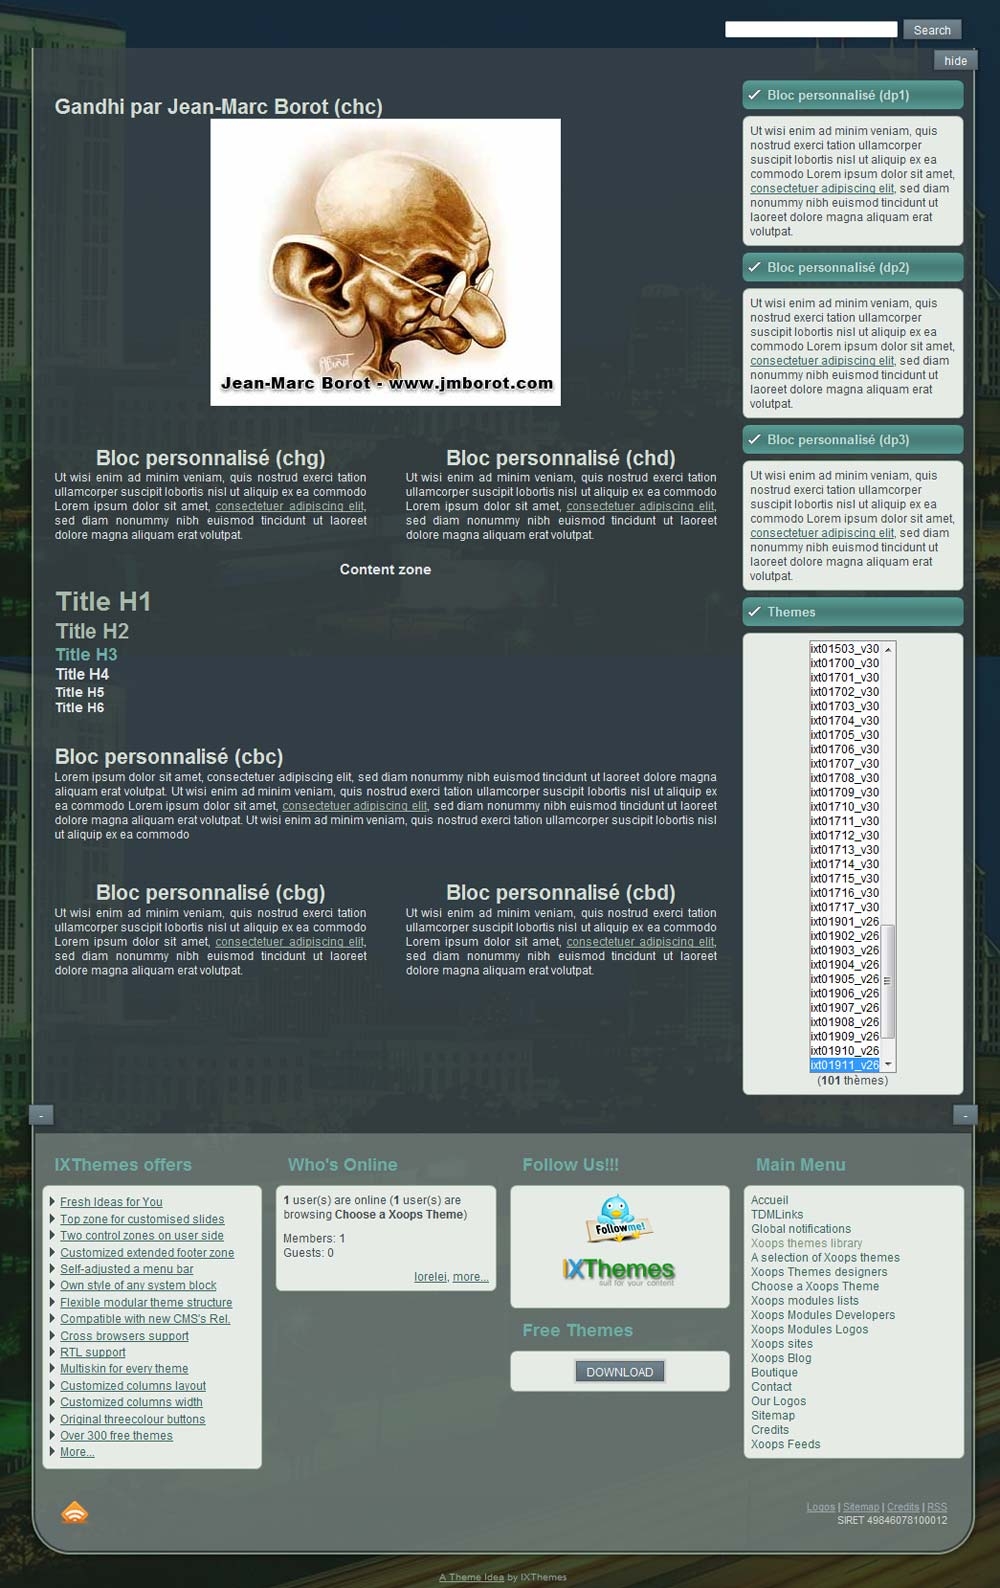 Search
hide
Gandhi par Jean-Marc Borot (chc)
Jean-Marc Borot - www.jmborot.com
Bloc personnalisé (chg)
Ut wisi enim ad minim veniam, quis nostrud exerci tation
ullamcorper suscipit lobortis nisl ut aliquip ex ea commodo
Lorem ipsum dolor sit amet, consectetuer adipiscing elit,
sed diam nonummy nibh euismod tincidunt ut laoreet
dolore magna aliquam erat volutpat.
Bloc personnalisé (chd)
Ut wisi enim ad minim veniam, quis nostrud exerci tation
ullamcorper suscipit lobortis nisl ut aliquip ex ea commodo
Lorem ipsum dolor sit amet, consectetuer adipiscing elit,
sed diam nonummy nibh euismod tincidunt ut laoreet
dolore magna aliquam erat volutpat.
Content zone
Title H1
Title H2
Title H3
Title H4
Title H5
Title H6
Bloc personnalisé (cbc)
Lorem ipsum dolor sit amet, consectetuer adipiscing elit, sed diam nonummy nibh euismod tincidunt ut laoreet dolore magna
aliquam erat volutpat. Ut wisi enim ad minim veniam, quis nostrud exerci tation ullamcorper suscipit lobortis nisl ut aliquip ex
ea commodo Lorem ipsum dolor sit amet, consectetuer adipiscing elit, sed diam nonummy nibh euismod tincidunt ut laoreet
dolore magna aliquam erat volutpat. Ut wisi enim ad minim veniam, quis nostrud exerci tation ullamcorper suscipit lobortis nisl
ut aliquip ex ea commodo
Bloc personnalisé (cbg)
Ut wisi enim ad minim veniam, quis nostrud exerci tation
ullamcorper suscipit lobortis nisl ut aliquip ex ea commodo
Lorem ipsum dolor sit amet, consectetuer adipiscing elit,
sed diam nonummy nibh euismod tincidunt ut laoreet
dolore magna aliquam erat volutpat.
Bloc personnalisé (cbd)
Ut wisi enim ad minim veniam, quis nostrud exerci tation
ullamcorper suscipit lobortis nisl ut aliquip ex ea commodo
Lorem ipsum dolor sit amet, consectetuer adipiscing elit,
sed diam nonummy nibh euismod tincidunt ut laoreet
dolore magna aliquam erat volutpat.
Bloc personnalisé (dp1)
Ut wisi enim ad minim veniam, quis
nostrud exerci tation ullamcorper
suscipit lobortis nisl ut aliquip ex ea
commodo Lorem ipsum dolor sit amet,
consectetuer adipiscing elit, sed diam
nonummy nibh euismod tincidunt ut
laoreet dolore magna aliquam erat
volutpat.
Bloc personnalisé (dp2)
Ut wisi enim ad minim veniam, quis
nostrud exerci tation ullamcorper
suscipit lobortis nisl ut aliquip ex ea
commodo Lorem ipsum dolor sit amet,
consectetuer adipiscing elit, sed diam
nonummy nibh euismod tincidunt ut
laoreet dolore magna aliquam erat
volutpat.
Bloc personnalisé (dp3)
Ut wisi enim ad minim veniam, quis
nostrud exerci tation ullamcorper
suscipit lobortis nisl ut aliquip ex ea
commodo Lorem ipsum dolor sit amet,
consectetuer adipiscing elit, sed diam
nonummy nibh euismod tincidunt ut
laoreet dolore magna aliquam erat
volutpat.
Themes
ixt01503_v30
ixt01700_v30
ixt01701_v30
ixt01702_v30
ixt01703_v30
ixt01704_v30
ixt01705_v30
ixt01706_v30
ixt01707_v30
ixt01708_v30
ixt01709_v30
ixt01710_v30
ixt01711_v30
ixt01712_v30
ixt01713_v30
ixt01714_v30
ixt01715_v30
ixt01716_v30
ixt01717_v30
ixt01901_v26
ixt01902_v26
ixt01903_v26
ixt01904_v26
ixt01905_v26
ixt01906_v26
ixt01907_v26
ixt01908_v26
ixt01909_v26
ixt01910_v26
ixt01911_v26
(101 thèmes)
-
-
IXThemes offers
Fresh Ideas for You
Top zone for customised slides
Two control zones on user side
Customized extended footer zone
Self-adjusted a menu bar
Own style of any system block
Flexible modular theme structure
Compatible with new CMS's Rel.
Cross browsers support
RTL support
Multiskin for every theme
Customized columns layout
Customized columns width
Original threecolour buttons
Over 300 free themes
More...
Who's Online
1 user(s) are online (1 user(s) are
browsing Choose a Xoops Theme)
Members: 1
Guests: 0
lorelei, more...
Follow Us!!!
Followme!
IXThemes
suit for your content
Free Themes
DOWNLOAD
Main Menu
Accueil
TDMLinks
Global notifications
Xoops themes library
A selection of Xoops themes
Xoops Themes designers
Choose a Xoops Theme
Xoops modules lists
Xoops Modules Developers
Xoops Modules Logos
Xoops sites
Xoops Blog
Boutique
Contact
Our Logos
Sitemap
Credits
Xoops Feeds
Logos | Sitemap | Credits | RSS
SIRET 49846078100012
A Theme Idea by IXThemes